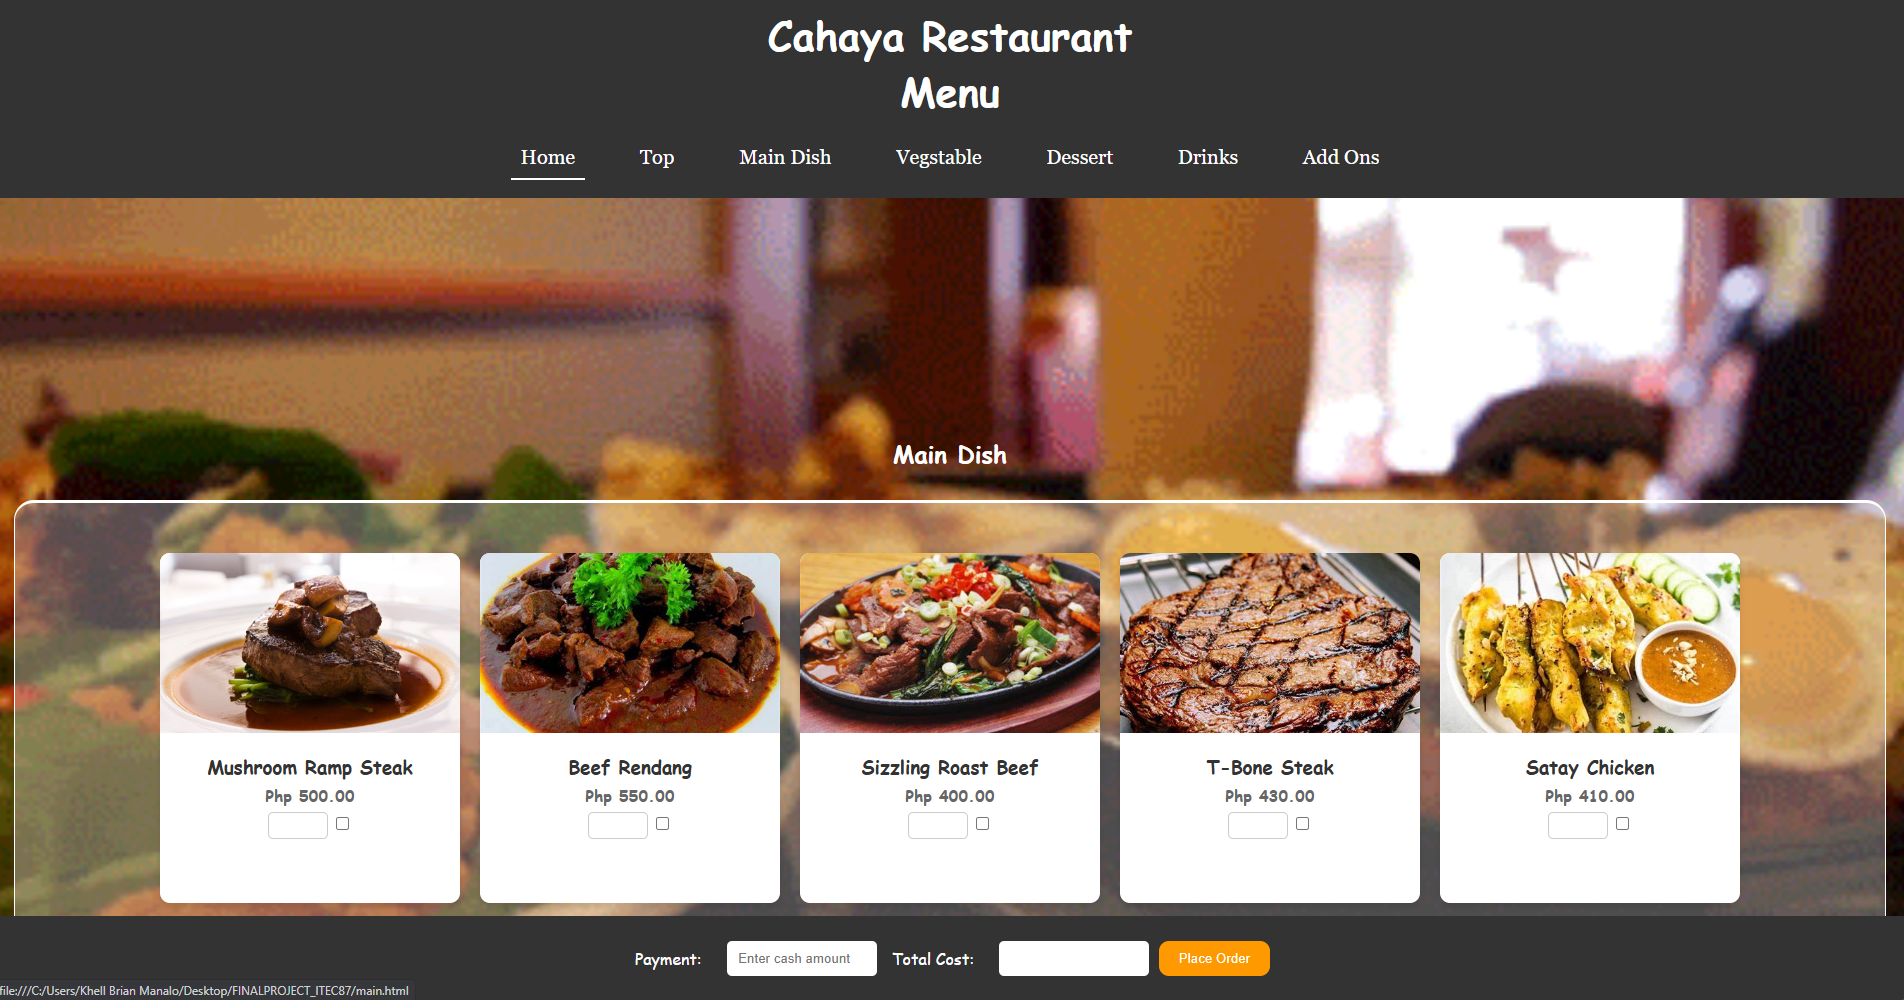 Cahaya Restaurant
Menu
Home Top Main Dish Vegstable Dessert Drinks Add Ons
Main Dish
Mushroom Ramp Steak
Php 500.00
Beef Rendang
Php 550.00
Sizzling Roast Beef
Php 400.00
T-Bone Steak
Php 430.00
Satay Chicken
Php 410.00
Payment: Enter cash amount Total Cost: Place Order
file:///C:/Users/Khell Brian Manalo/Desktop/FINALPROJECT_ITEC87/main.html